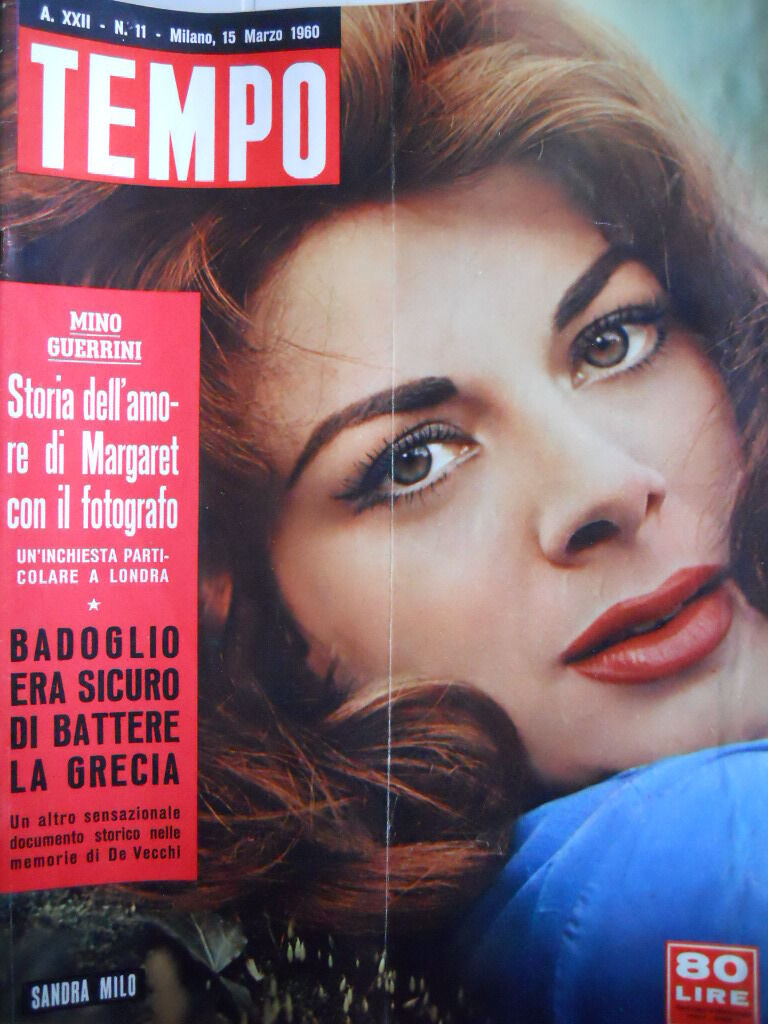 A. XXII - N. 11 - Milano, 15 Marzo 1960
TEMPO
MINO
GUERRINI
Storia dell'amo-
re di Margaret
con il fotografo
UN'INCHIESTA PARTI-
COLARE A LONDRA
BADOGLIO
ERA SICURO
DI BATTERE
LA GRECIA
Un altro sensazionale
documento storico nelle
memorie di De Vecchi
SANDRA MILO
80
LIRE